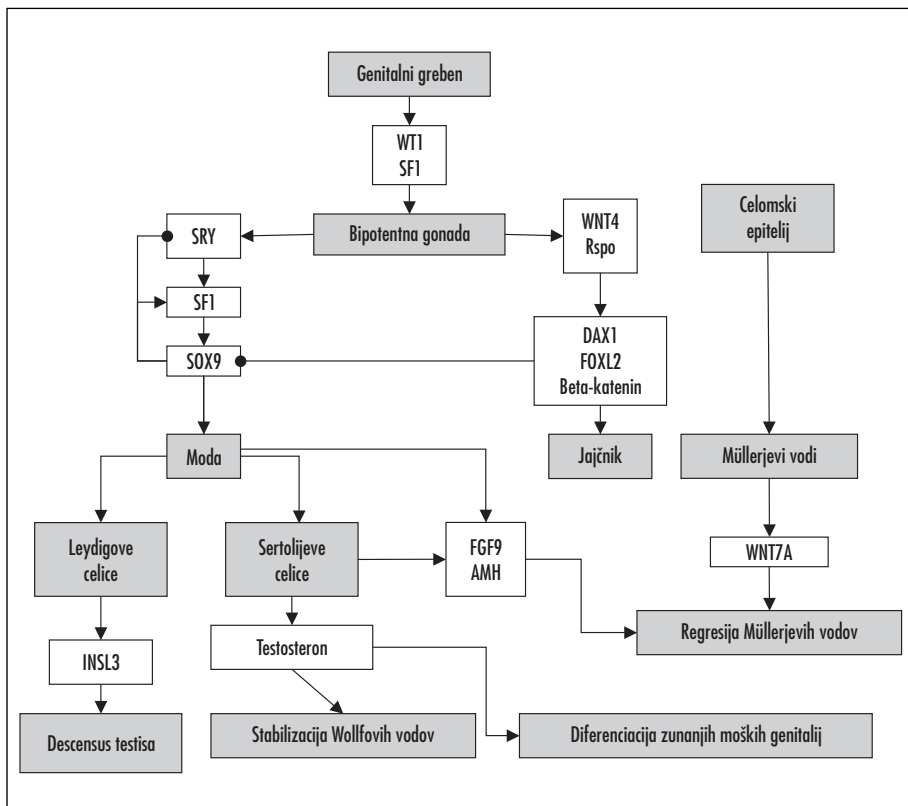 Genitalni greben
WT1
SF1
Celomski
epitelij
SRY
Bipotentna gonada
WNT4
Rspo
SF1
SOX9
DAX1
FOXL2
Beta-katenin
Moda
Jajčnik
Müllerjevi vodi
Leydigove
celice
Sertolijeve
celice
FGF9
AMH
WNT7A
INSL3
Testosteron
Regresija Müllerjevih vodov
Descensus testisa
Stabilizacija Wollfovih vodov
Diferenciacija zunanjih moških genitalij